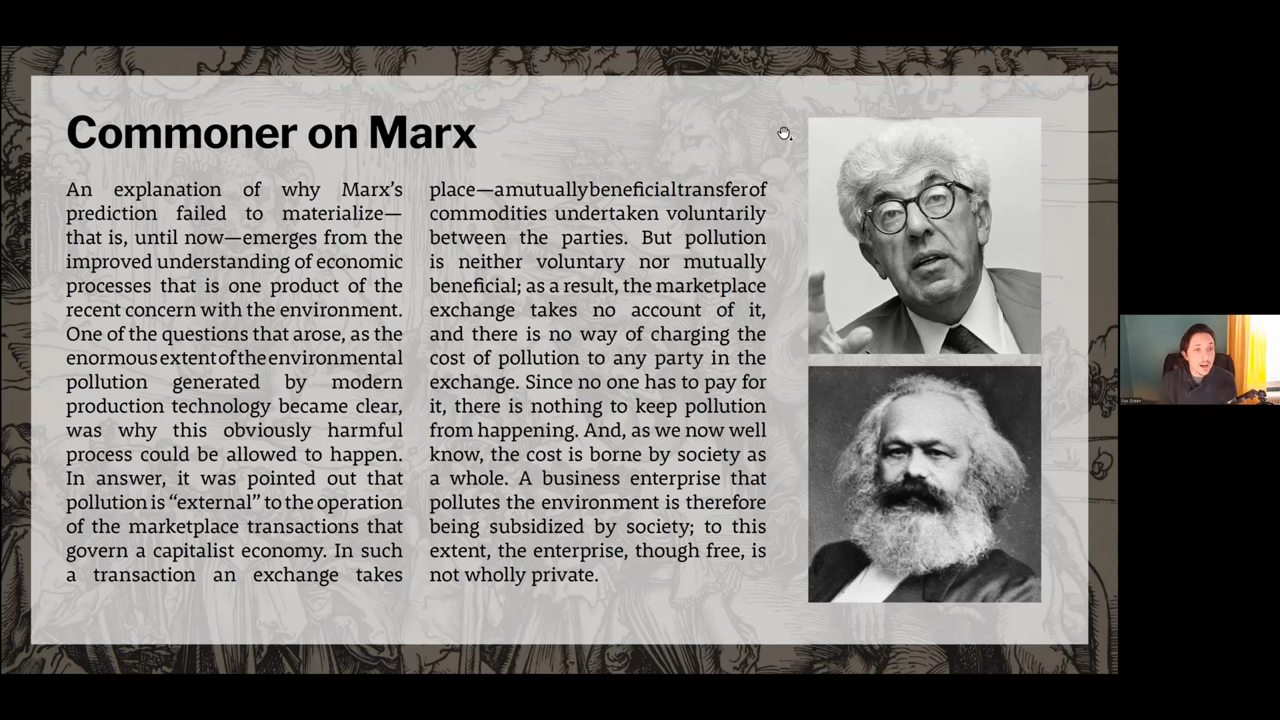 Commoner on Marx
An explanation of why Marx’s
prediction failed to materialize—
that is, until now—emerges from the
improved understanding of economic
processes that is one product of the
recent concern with the environment.
One of the questions that arose, as the
enormous extent of the environmental
pollution generated by modern
production technology became clear,
was why this obviously harmful
process could be allowed to happen.
In answer, it was pointed out that
pollution is “external” to the operation
of the marketplace transactions that
govern a capitalist economy. In such
a transaction an exchange takes
place—a mutually beneficial transfer of
commodities undertaken voluntarily
between the parties. But pollution
is neither voluntary nor mutually
beneficial; as a result, the marketplace
exchange takes no account of it,
and there is no way of charging the
cost of pollution to any party in the
exchange. Since no one has to pay for
it, there is nothing to keep pollution
from happening. And, as we now well
know, the cost is borne by society as
a whole. A business enterprise that
pollutes the environment is therefore
being subsidized by society; to this
extent, the enterprise, though free, is
not wholly private.